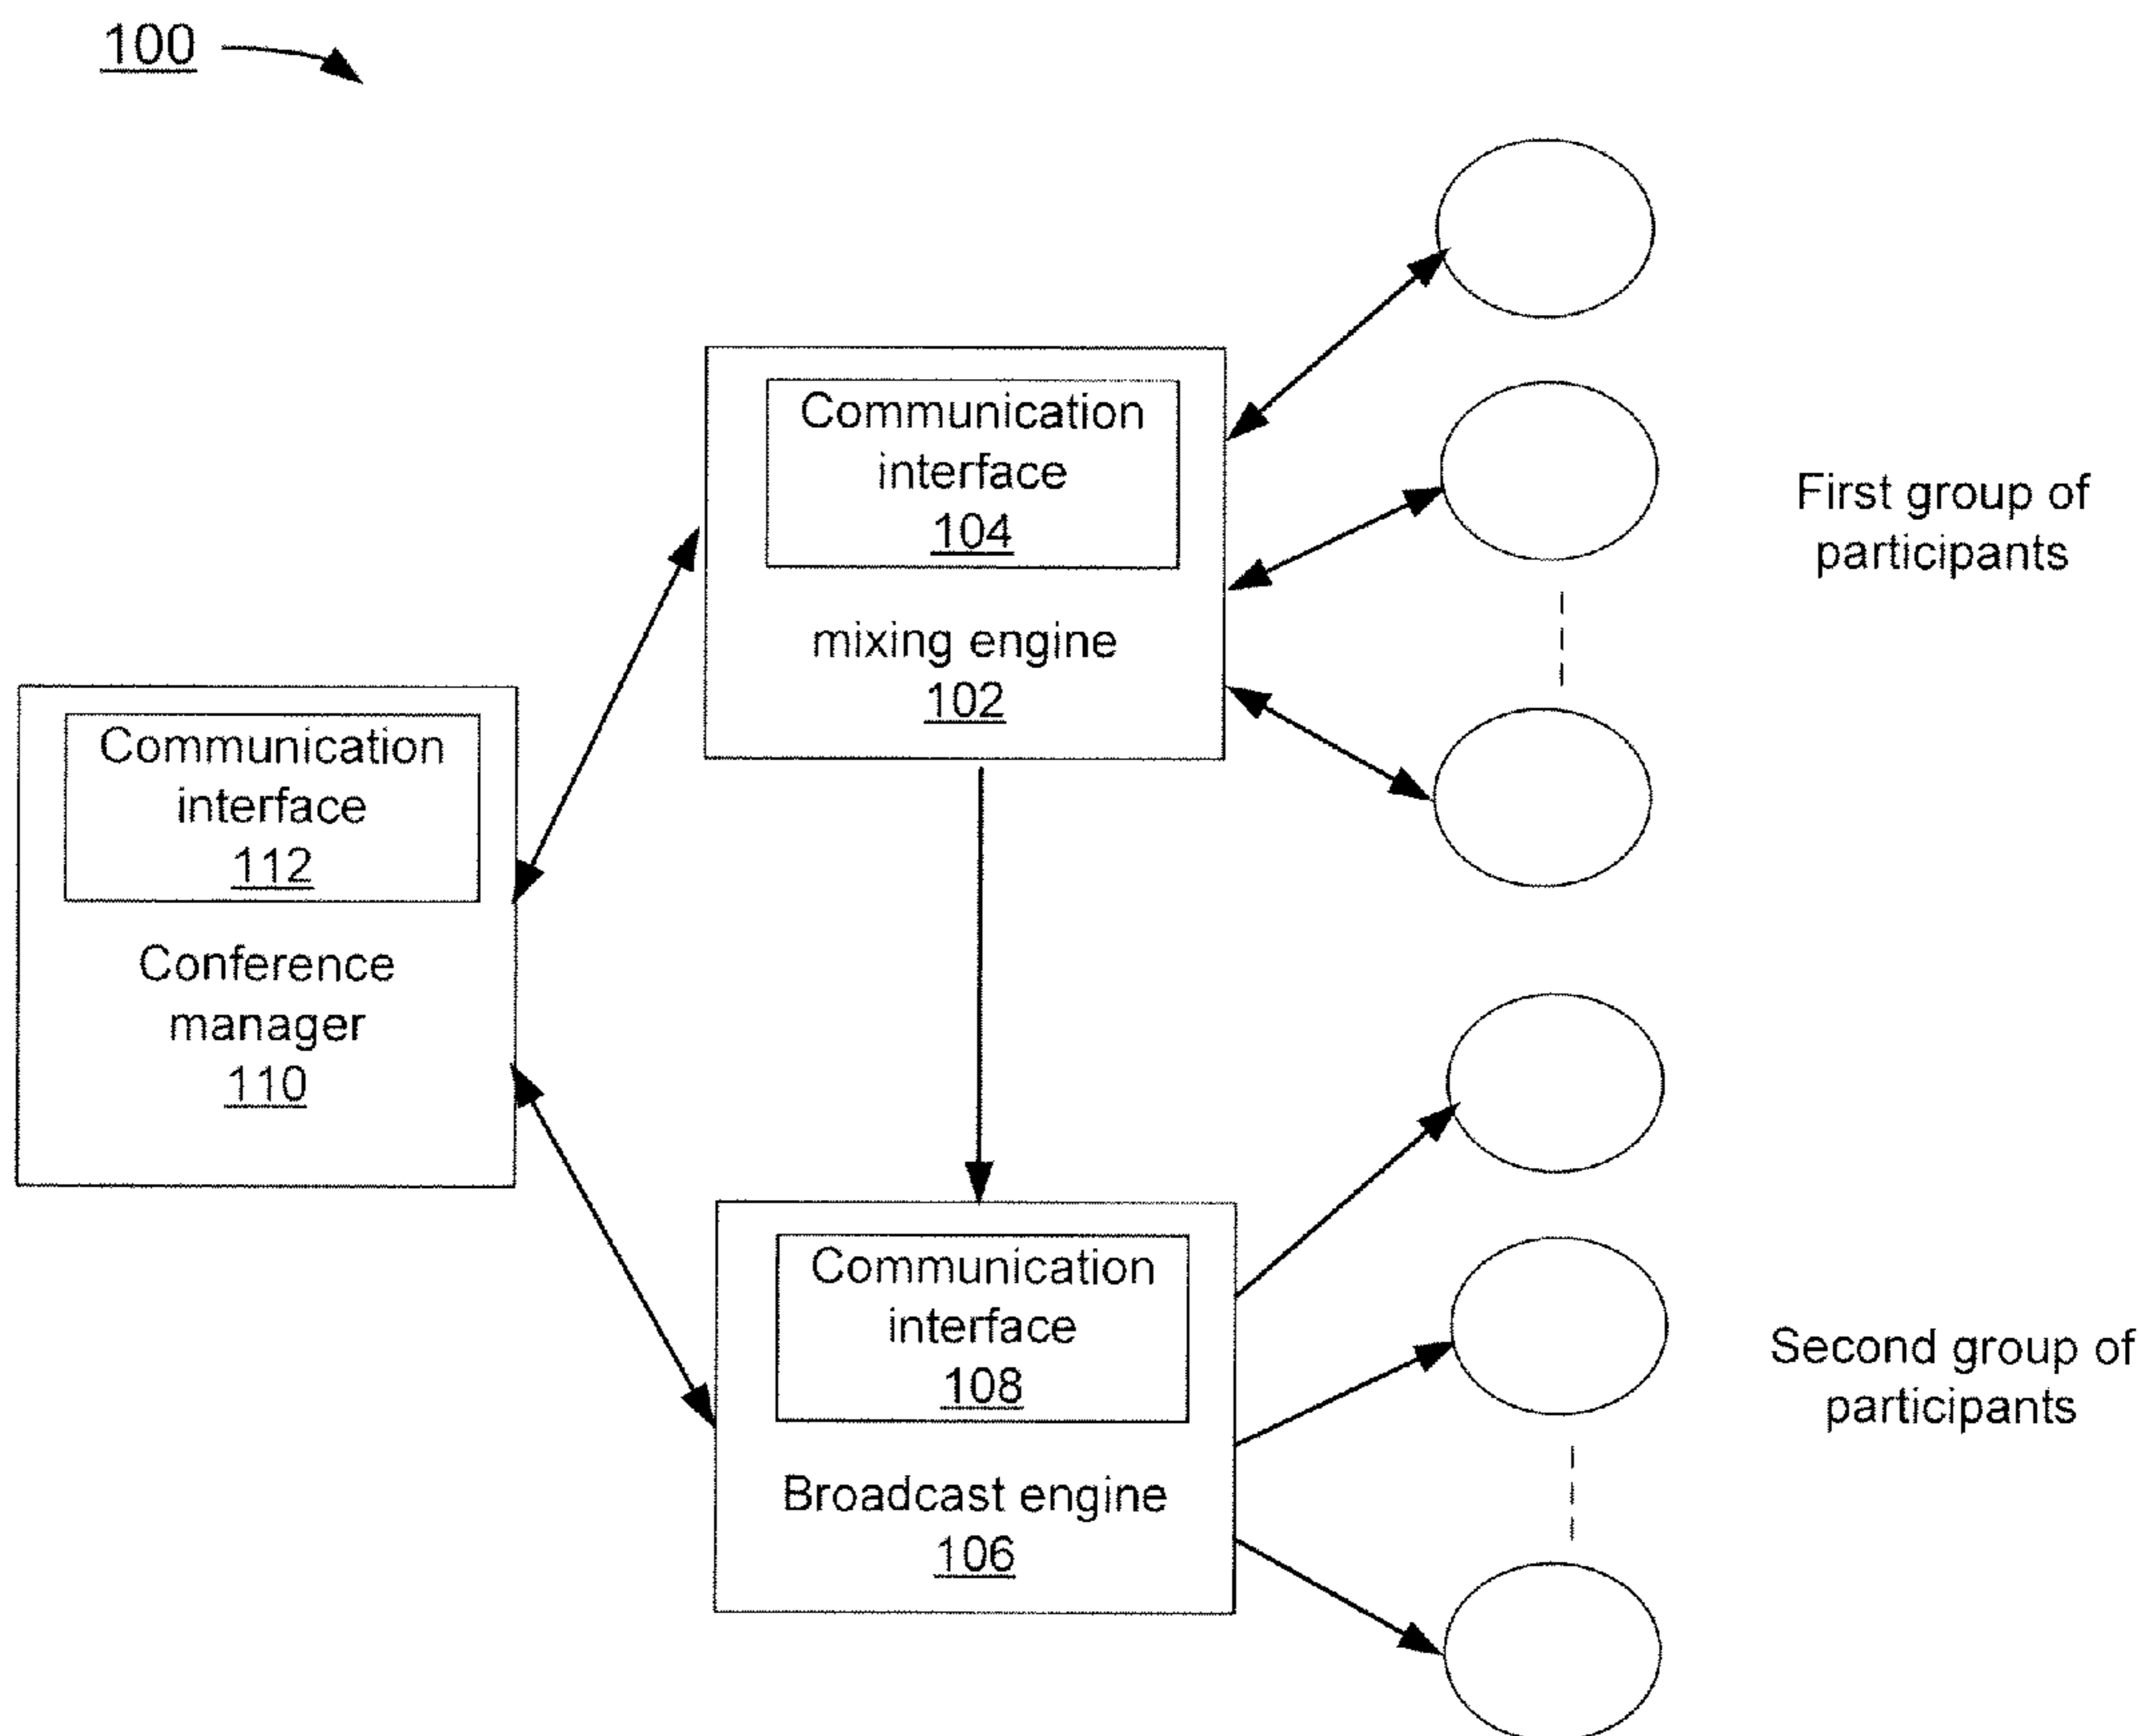 100
Communication
interface
104
mixing engine
102
First group of
participants
Communication
interface
112
Conference
manager
110
Communication
interface
108
Broadcast engine
106
Second group of
participants